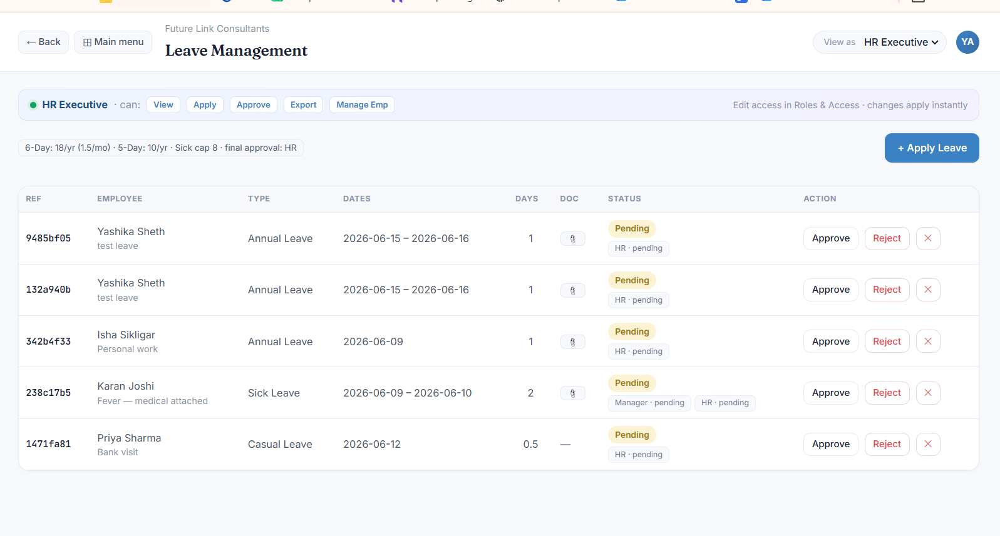 Future Link Consultants
← Back
Main menu
Leave Management
View as HR Executive
YA
HR Executive · can: View Apply Approve Export Manage Emp
Edit access in Roles & Access · changes apply instantly
6-Day: 18/yr (1.5/mo) · 5-Day: 10/yr · Sick cap 8 · final approval: HR
+ Apply Leave
REF EMPLOYEE TYPE DATES DAYS DOC STATUS ACTION
9485bf05 Yashika Sheth Annual Leave 2026-06-15 – 2026-06-16 1 Pending Approve Reject ×
test leave HR · pending
132a940b Yashika Sheth Annual Leave 2026-06-15 – 2026-06-16 1 Pending Approve Reject ×
test leave HR · pending
342b4f33 Isha Sikligar Annual Leave 2026-06-09 1 Pending Approve Reject ×
Personal work HR · pending
238c17b5 Karan Joshi Sick Leave 2026-06-09 – 2026-06-10 2 Pending Approve Reject ×
Fever — medical attached Manager · pending HR · pending
1471fa81 Priya Sharma Casual Leave 2026-06-12 0.5 — Pending Approve Reject ×
Bank visit HR · pending